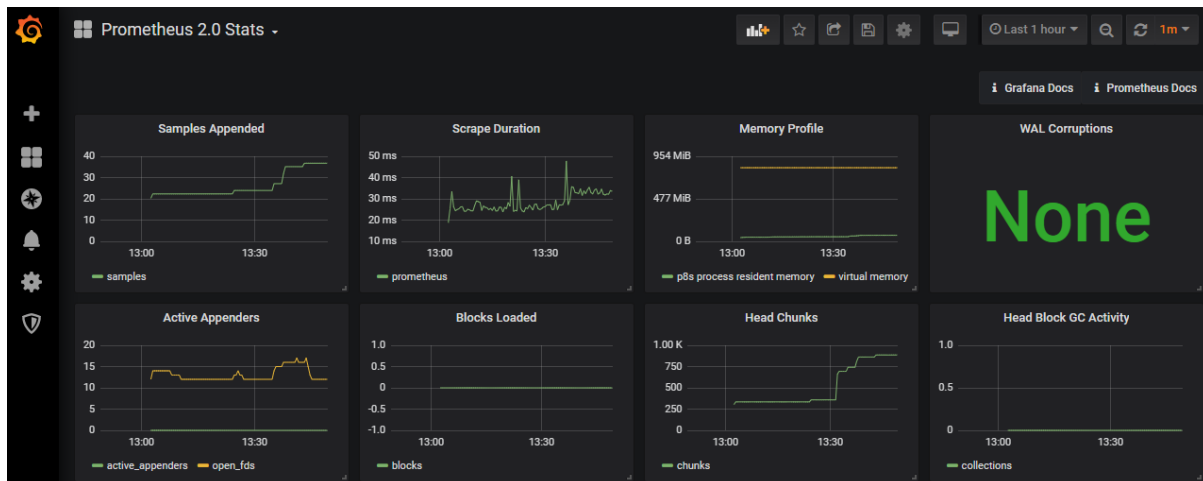 Prometheus 2.0 Stats
Last 1 hour
1m
Grafana Docs
Prometheus Docs
Samples Appended
40
30
20
10
0
13:00 13:30
samples
Scrape Duration
50 ms
40 ms
30 ms
20 ms
10 ms
13:00 13:30
prometheus
Memory Profile
954 MiB
477 MiB
0 B
13:00 13:30
p8s process resident memory virtual memory
WAL Corruptions
None
Active Appenders
20
15
10
5
0
13:00 13:30
active_appenders open_fds
Blocks Loaded
1.0
0.5
0
-0.5
-1.0
13:00 13:30
blocks
Head Chunks
1.00 K
750
500
250
0
13:00 13:30
chunks
Head Block GC Activity
1.0
0.5
0
13:00 13:30
collections